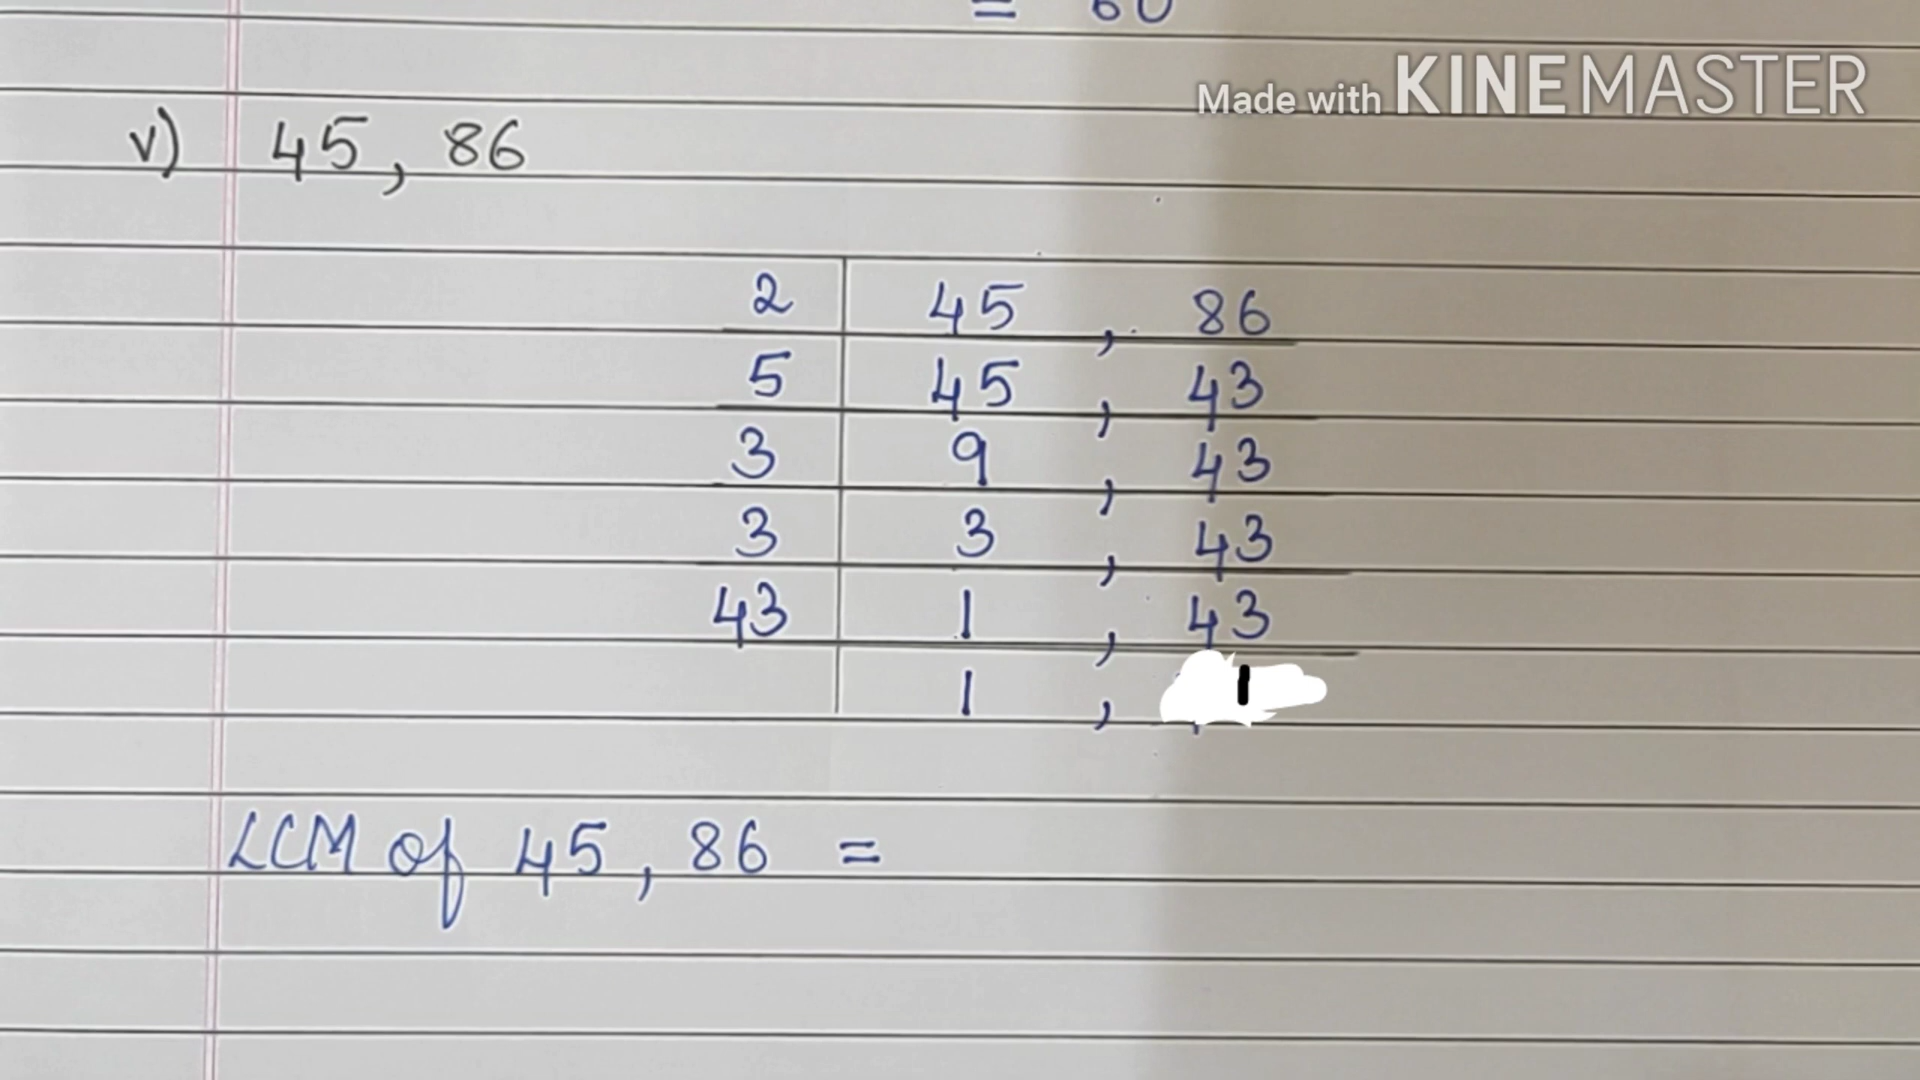 = 60
Made with KINEMASTER
v) 45, 86
2 | 45, 86
5 | 45, 43
3 | 9, 43
3 | 3, 43
43 | 1, 43
| 1, 1
LCM of 45, 86 =